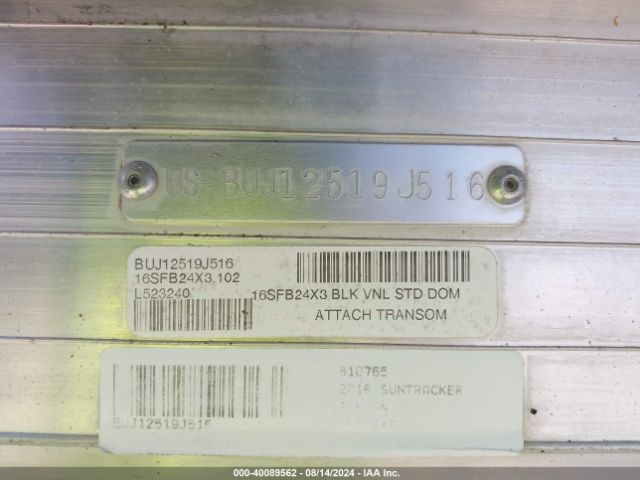 US-BUJ12519J516
BUJ12519J516
16SFB24X3.102
L523240
16SFB24X3 BLK VNL STD DOM
ATTACH TRANSOM
810765
2016 SUNTRACKER
BUJ12519J516
000-40089562 - 08/14/2024 - IAA Inc.